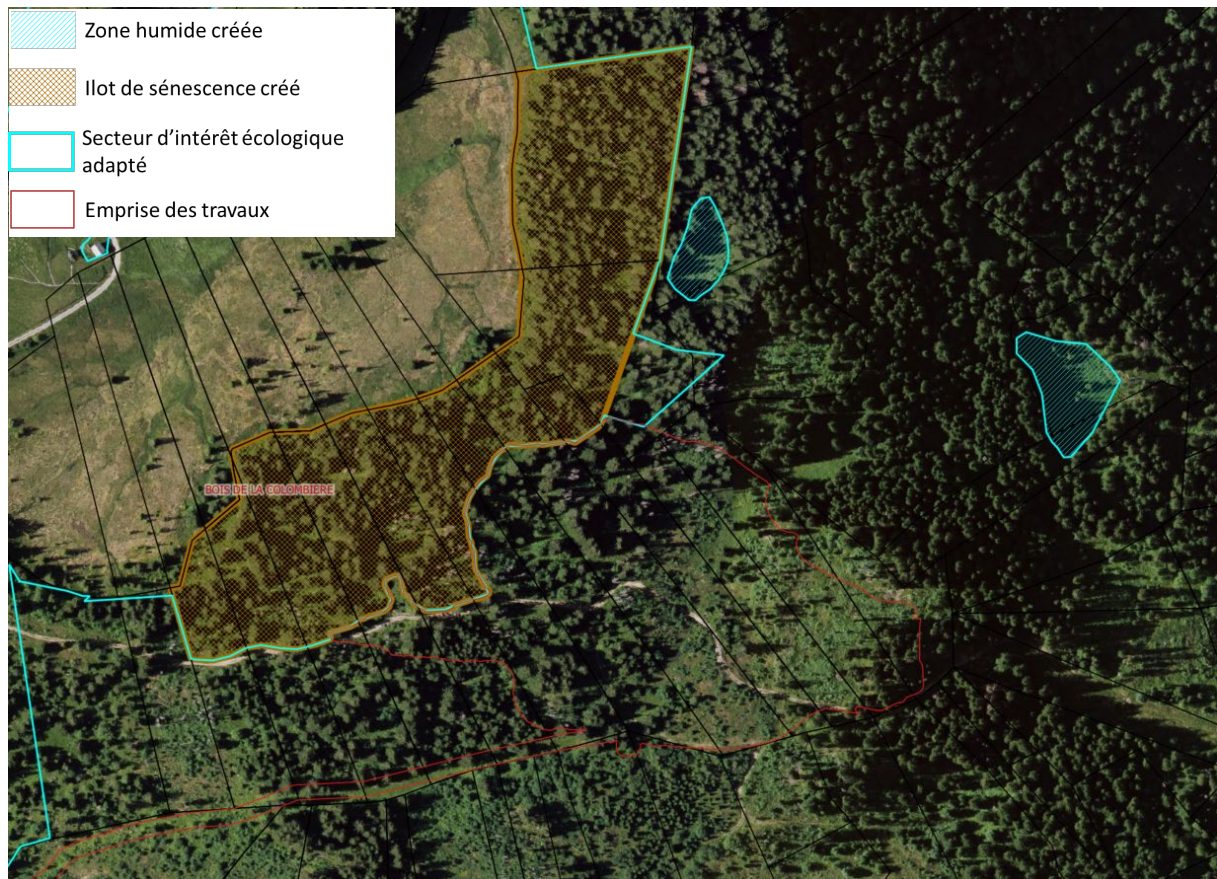 Zone humide créée
Ilot de sénescence créé
Secteur d'intérêt écologique
adapté
Emprise des travaux
BOIS DE LA COLOMBIERE